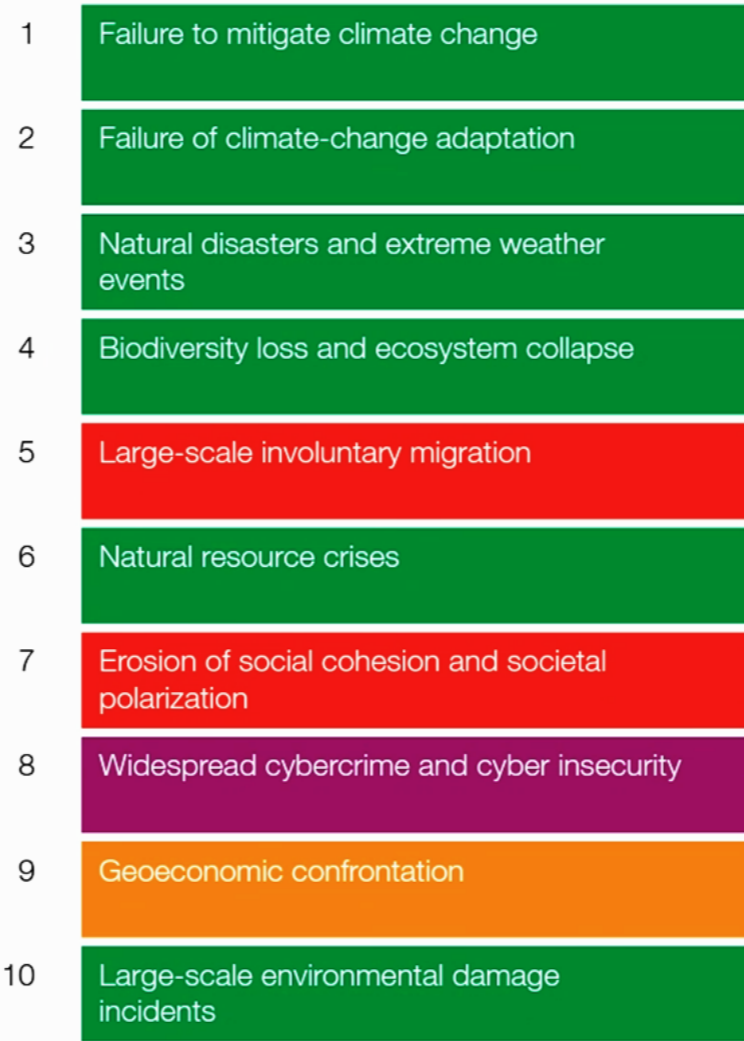 1 Failure to mitigate climate change
2 Failure of climate-change adaptation
3 Natural disasters and extreme weather
events
4 Biodiversity loss and ecosystem collapse
5 Large-scale involuntary migration
6 Natural resource crises
7 Erosion of social cohesion and societal
polarization
8 Widespread cybercrime and cyber insecurity
9 Geoeconomic confrontation
10 Large-scale environmental damage
incidents